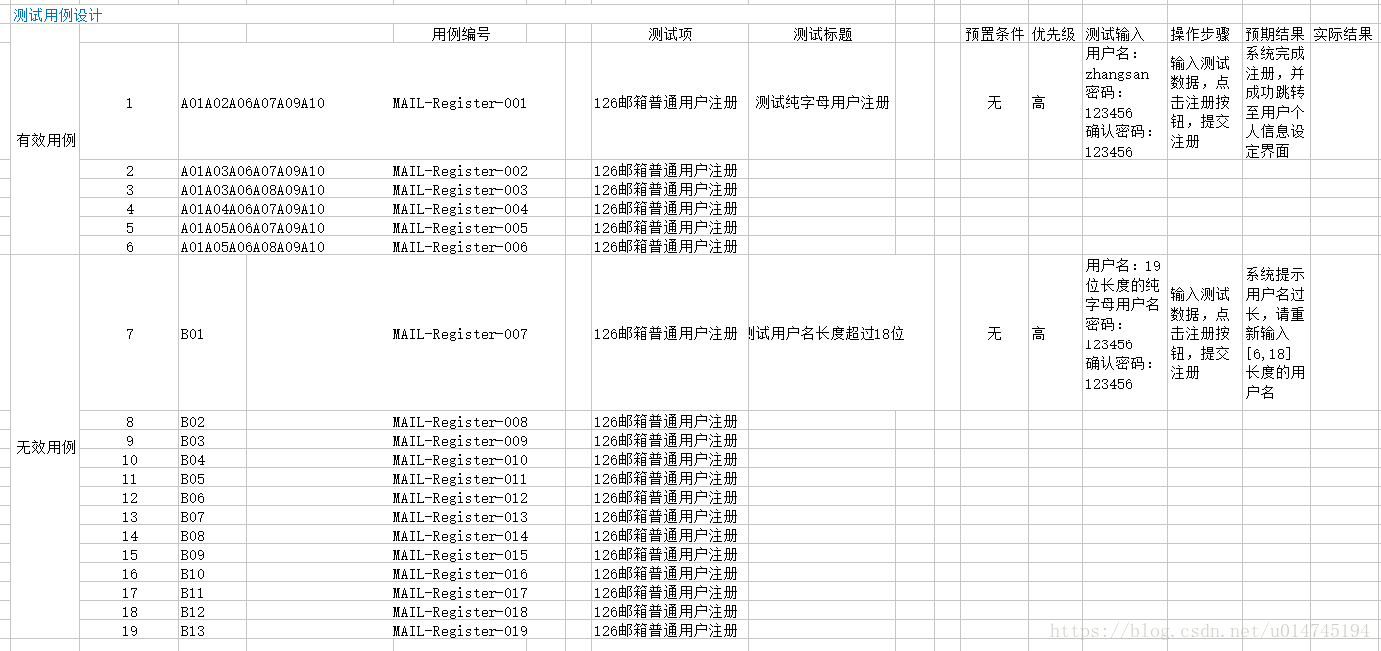 测试用例设计
用例编号 测试项 测试标题 预置条件 优先级 测试输入 操作步骤 预期结果 实际结果
有效用例
1 A01A02A06A07A09A10 MAIL-Register-001 126邮箱普通用户注册 测试纯字母用户注册 无 高
用户名：
zhangsan
密码：
123456
确认密码：
123456
输入测试
数据，点
击注册按
钮，提交
注册
系统完成
注册，并
成功跳转
至用户个
人信息设
定界面
2 A01A03A06A07A09A10 MAIL-Register-002 126邮箱普通用户注册
3 A01A03A06A08A09A10 MAIL-Register-003 126邮箱普通用户注册
4 A01A04A06A07A09A10 MAIL-Register-004 126邮箱普通用户注册
5 A01A05A06A07A09A10 MAIL-Register-005 126邮箱普通用户注册
6 A01A05A06A08A09A10 MAIL-Register-006 126邮箱普通用户注册
无效用例
7 B01 MAIL-Register-007 126邮箱普通用户注册 测试用户名长度超过18位 无 高
用户名：19
位长度的纯
字母用户名
密码：
123456
确认密码：
123456
输入测试
数据，点
击注册按
钮，提交
注册
系统提示
用户名过
长，请重
新输入
[6,18]
长度的用
户名
8 B02 MAIL-Register-008 126邮箱普通用户注册
9 B03 MAIL-Register-009 126邮箱普通用户注册
10 B04 MAIL-Register-010 126邮箱普通用户注册
11 B05 MAIL-Register-011 126邮箱普通用户注册
12 B06 MAIL-Register-012 126邮箱普通用户注册
13 B07 MAIL-Register-013 126邮箱普通用户注册
14 B08 MAIL-Register-014 126邮箱普通用户注册
15 B09 MAIL-Register-015 126邮箱普通用户注册
16 B10 MAIL-Register-016 126邮箱普通用户注册
17 B11 MAIL-Register-017 126邮箱普通用户注册
18 B12 MAIL-Register-018 126邮箱普通用户注册
19 B13 MAIL-Register-019 126邮箱普通用户注册
https://blog.csdn.net/u014745194